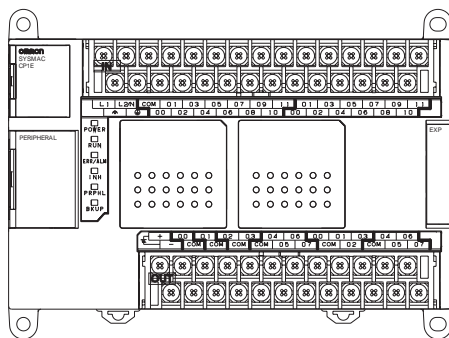 OMRON
SYSMAC
CP1E
IN
L1 L2/N COM 01 03 05 07 09 11 01 03 05 07 09 11
00 02 04 06 08 10 00 02 04 06 08 10
POWER
RUN
ERR/ALM
INH
PRPHL
BKUP
PERIPHERAL
EXP
+ 00 01 02 03 04 06 00 01 03 04 06
- COM COM COM COM 05 07 COM 02 COM 05 07
OUT